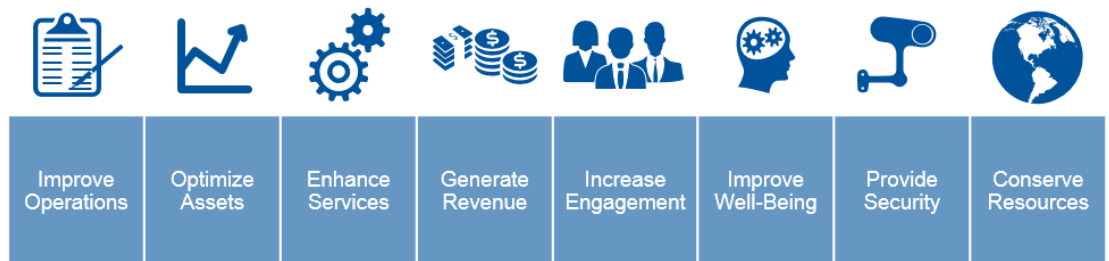 Improve
Operations
Optimize
Assets
Enhance
Services
Generate
Revenue
Increase
Engagement
Improve
Well-Being
Provide
Security
Conserve
Resources